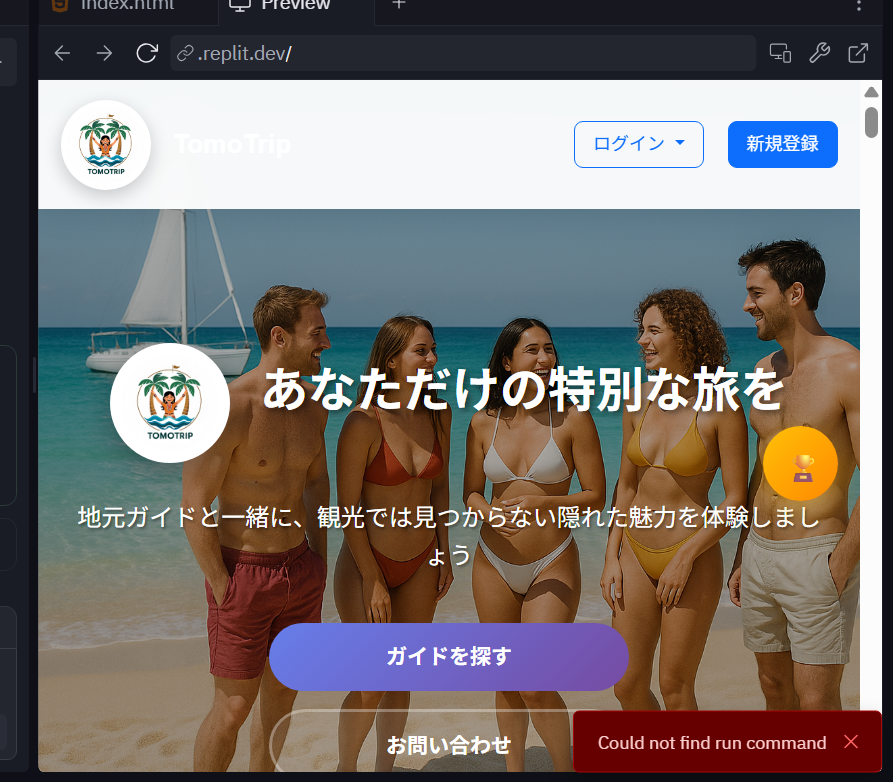 index.html
Preview
.replit.dev/
TOMOTRIP
TomoTrip
ログイン
新規登録
TOMOTRIP
あなただけの特別な旅を
地元ガイドと一緒に、観光では見つからない隠れた魅力を体験しまし
ょう
ガイドを探す
お問い合わせ
Could not find run command